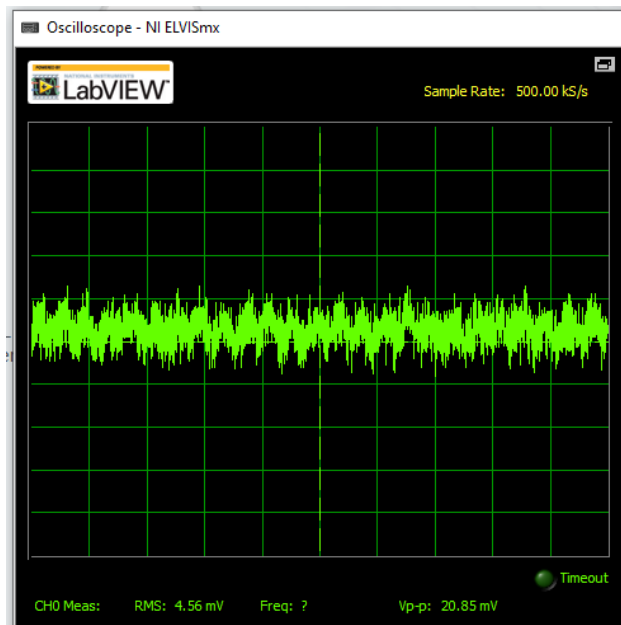 Oscilloscope - NI ELVISmx
POWERED BY
NATIONAL INSTRUMENTS
LabVIEW™
Sample Rate: 500.00 kS/s
Timeout
CH0 Meas: RMS: 4.56 mV Freq: ? Vp-p: 20.85 mV